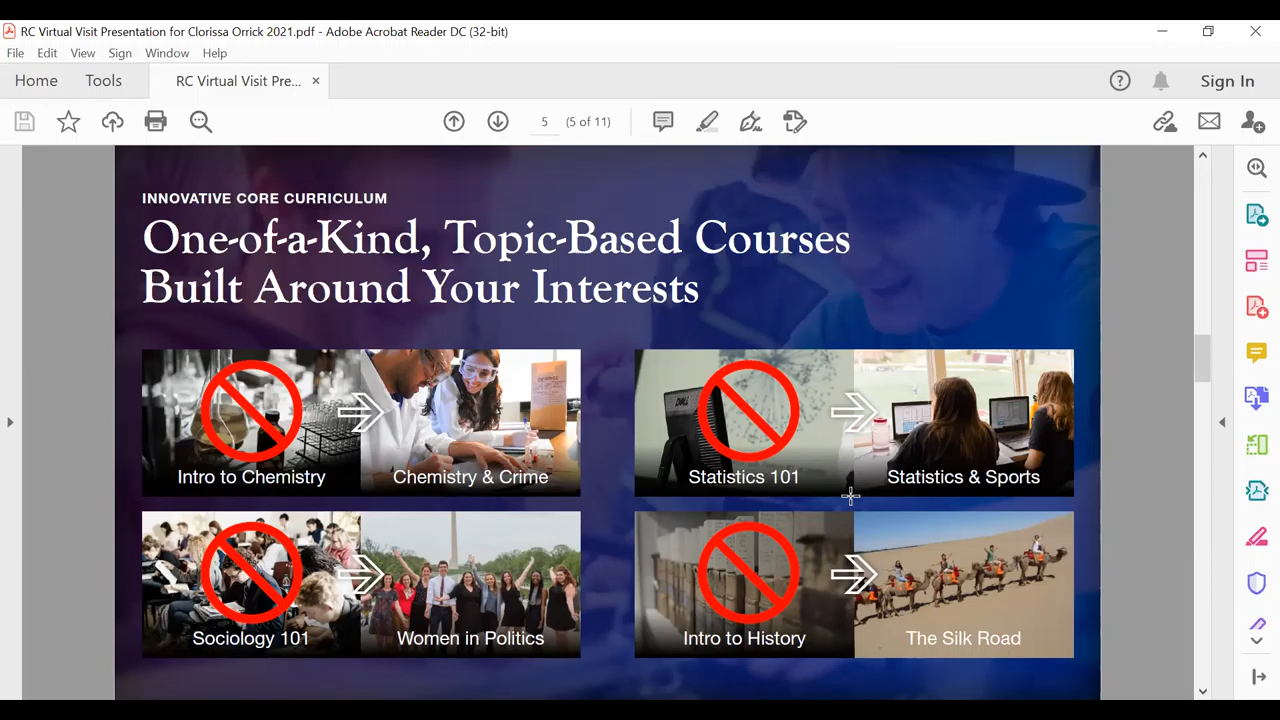 RC Virtual Visit Presentation for Clorissa Orrick 2021.pdf - Adobe Acrobat Reader DC (32-bit)
File Edit View Sign Window Help
Home Tools RC Virtual Visit Pre... × Sign In
5 (5 of 11)
INNOVATIVE CORE CURRICULUM
One-of-a-Kind, Topic-Based Courses
Built Around Your Interests
Intro to Chemistry Chemistry & Crime
Statistics 101 Statistics & Sports
Sociology 101 Women in Politics
Intro to History The Silk Road